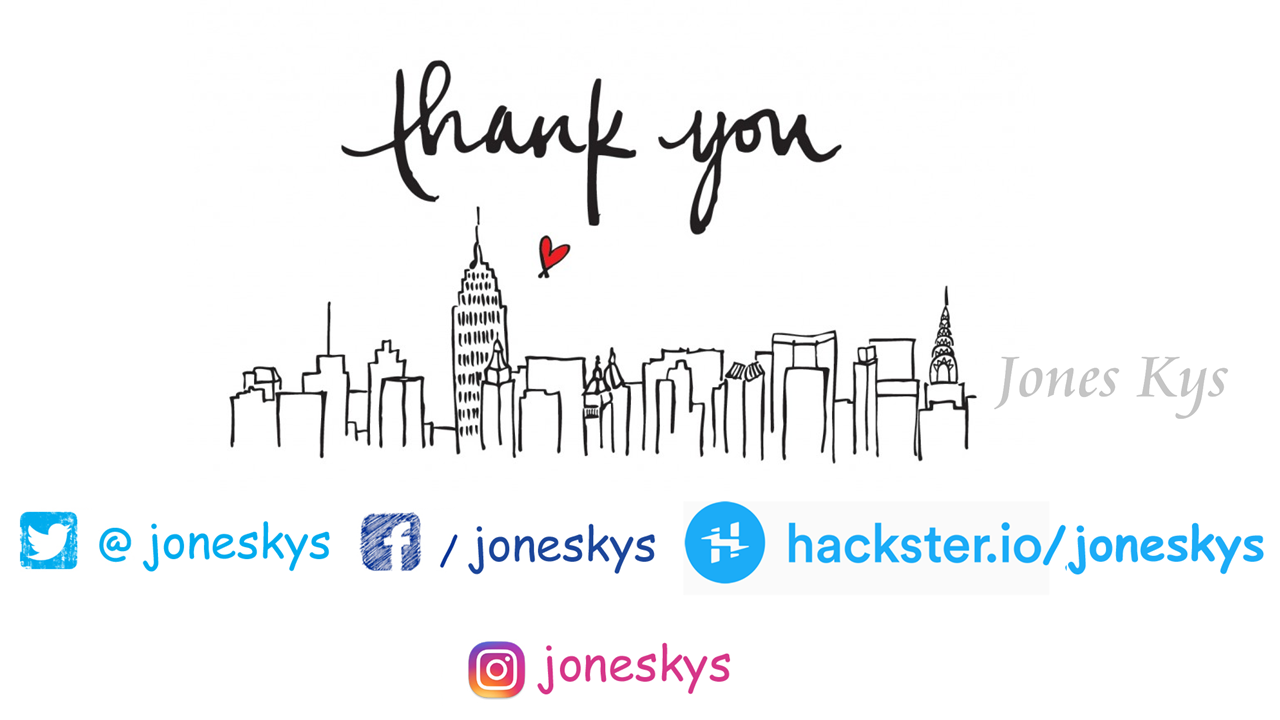 thank you
Jones Kys
@ joneskys
/joneskys
hackster.io/joneskys
joneskys